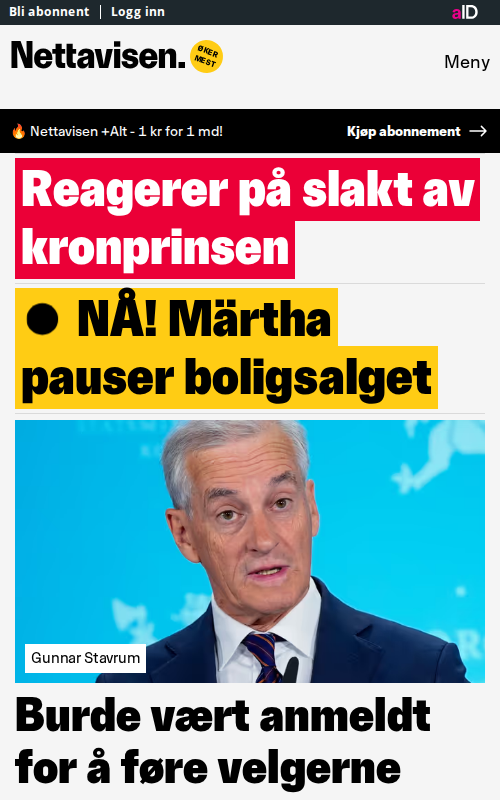 Bli abonnent Logg inn aID
Nettavisen. ØKER MEST
Meny
🔥 Nettavisen +Alt - 1 kr for 1 md! Kjøp abonnement →
Reagerer på slakt av
kronprinsen
● NÅ! Märtha
pauser boligsalget
Gunnar Stavrum
Burde vært anmeldt
for å føre velgerne